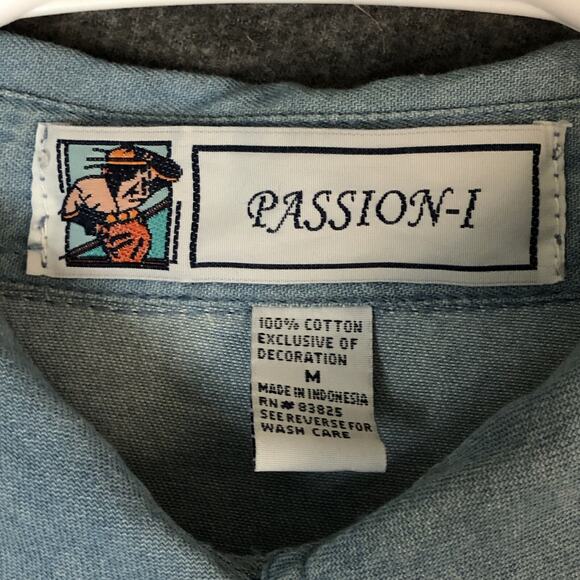 PASSION-I
100% COTTON
EXCLUSIVE OF
DECORATION
M
MADE IN INDONESIA
RN# 83825
SEE REVERSE FOR
WASH CARE